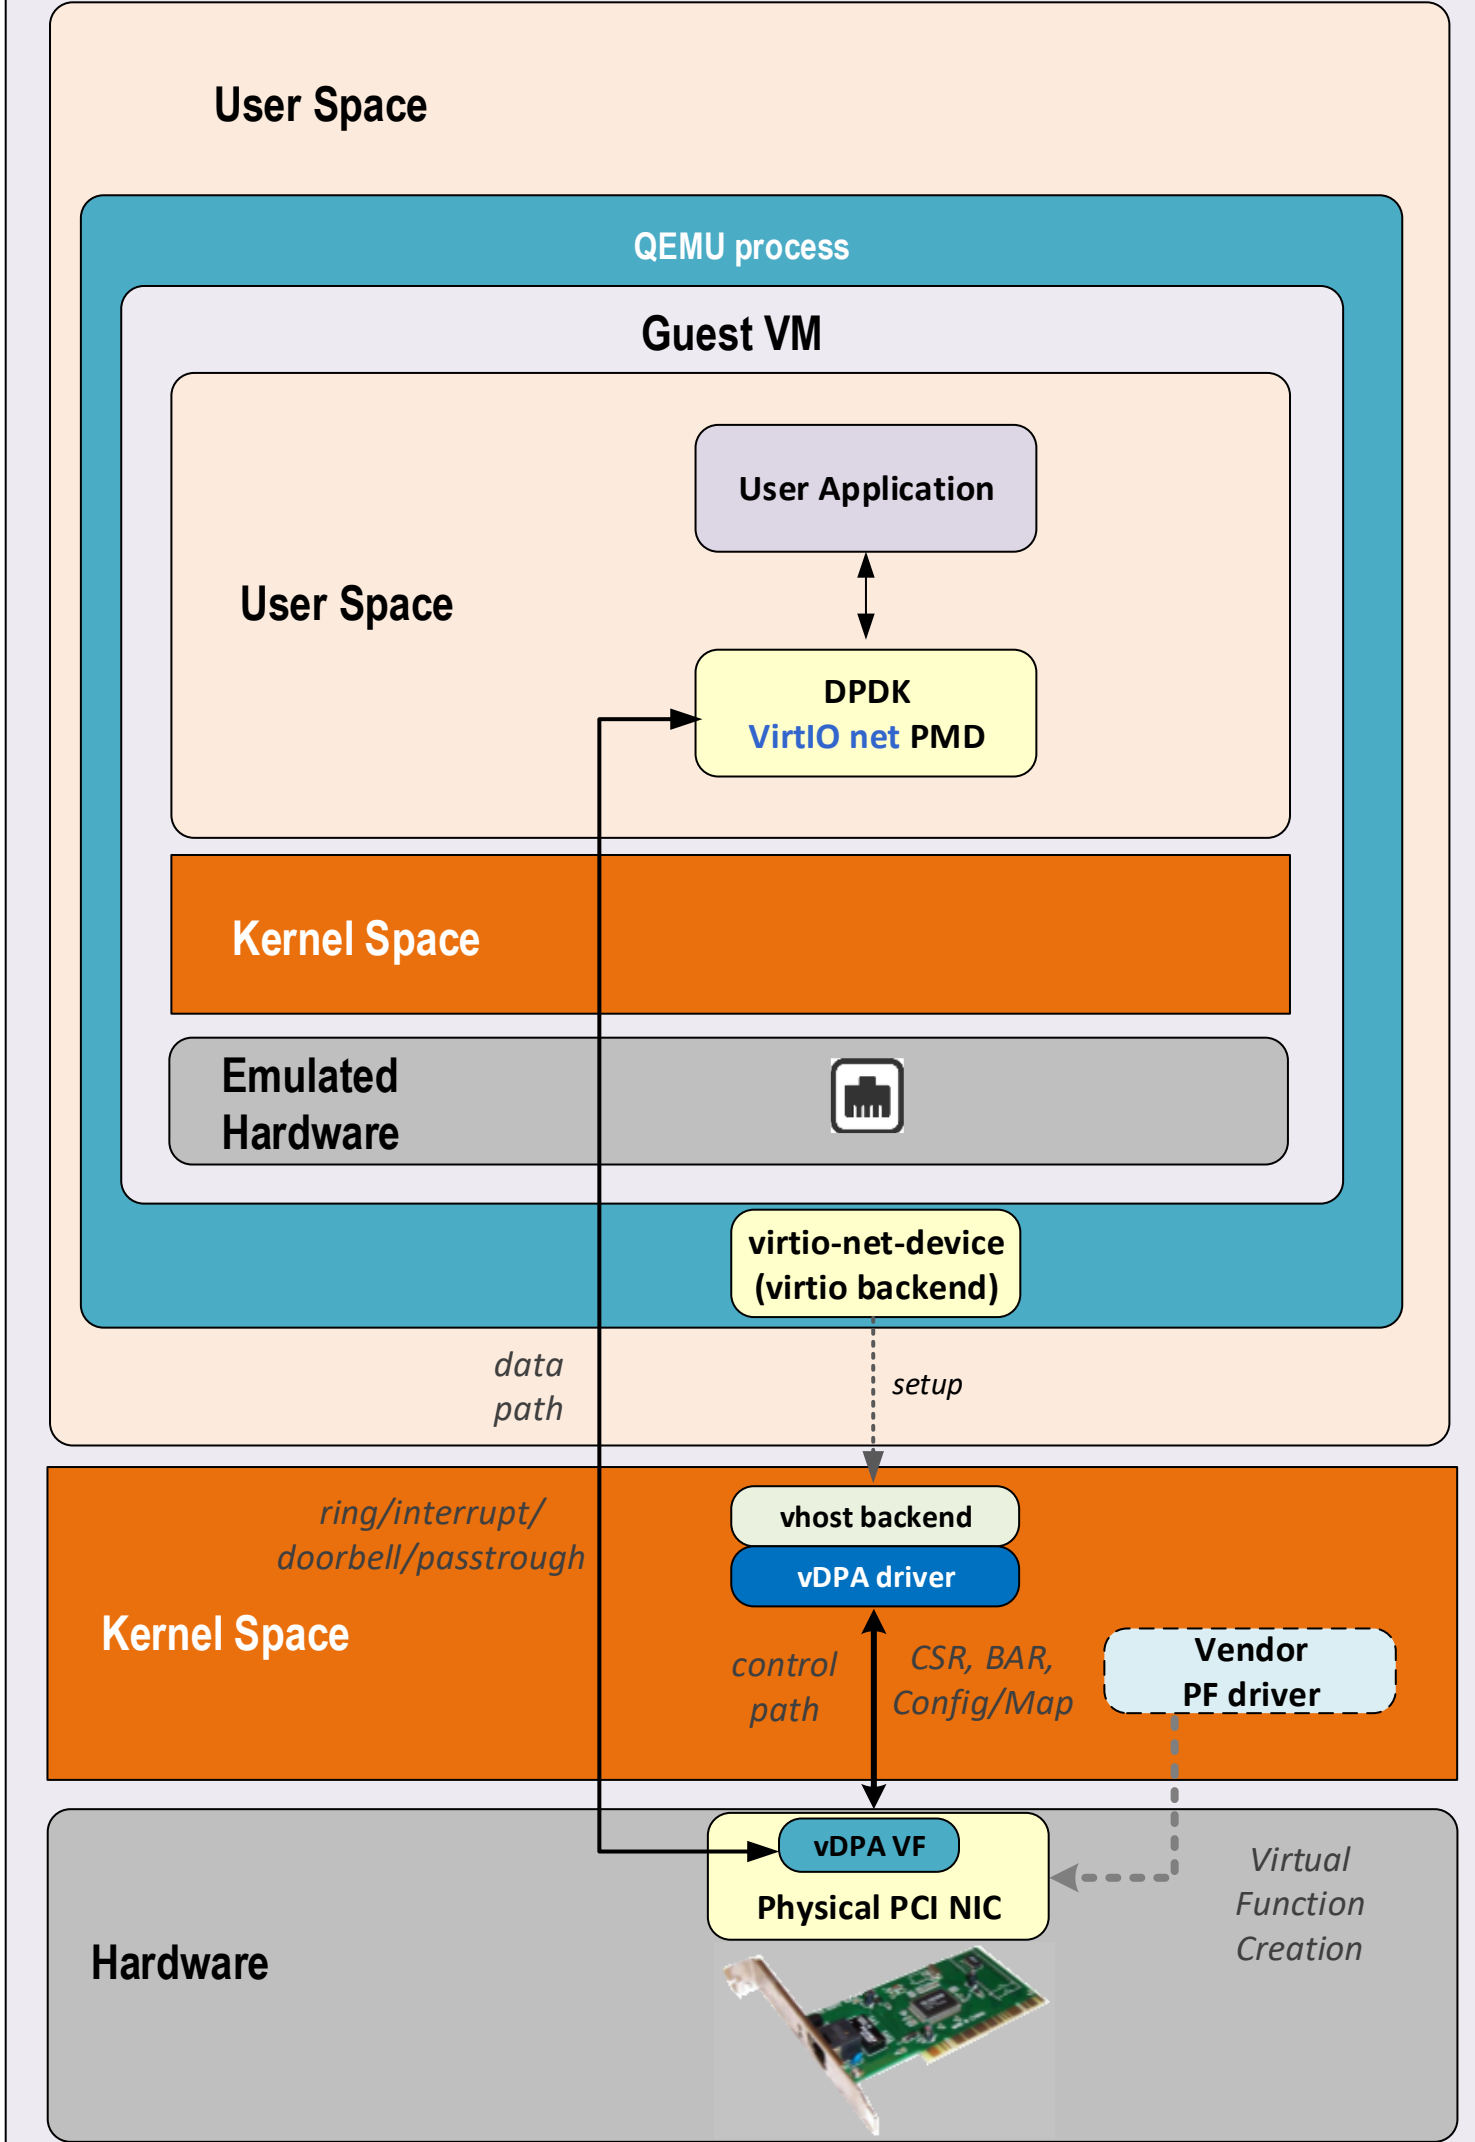 User Space
QEMU process
Guest VM
User Application
User Space
DPDK
VirtIO net PMD
Kernel Space
Emulated
Hardware
virtio-net-device
(virtio backend)
data
path
setup
ring/interrupt/
doorbell/passtrough
vhost backend
vDPA driver
Kernel Space
control
path
CSR, BAR,
Config/Map
Vendor
PF driver
vDPA VF
Physical PCI NIC
Virtual
Function
Creation
Hardware